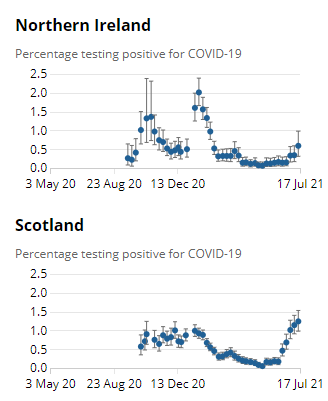 Northern Ireland
Percentage testing positive for COVID-19
2.5
2.0
1.5
1.0
0.5
0.0
3 May 20 23 Aug 20 13 Dec 20 17 Jul 21
Scotland
Percentage testing positive for COVID-19
2.5
2.0
1.5
1.0
0.5
0.0
3 May 20 23 Aug 20 13 Dec 20 17 Jul 21